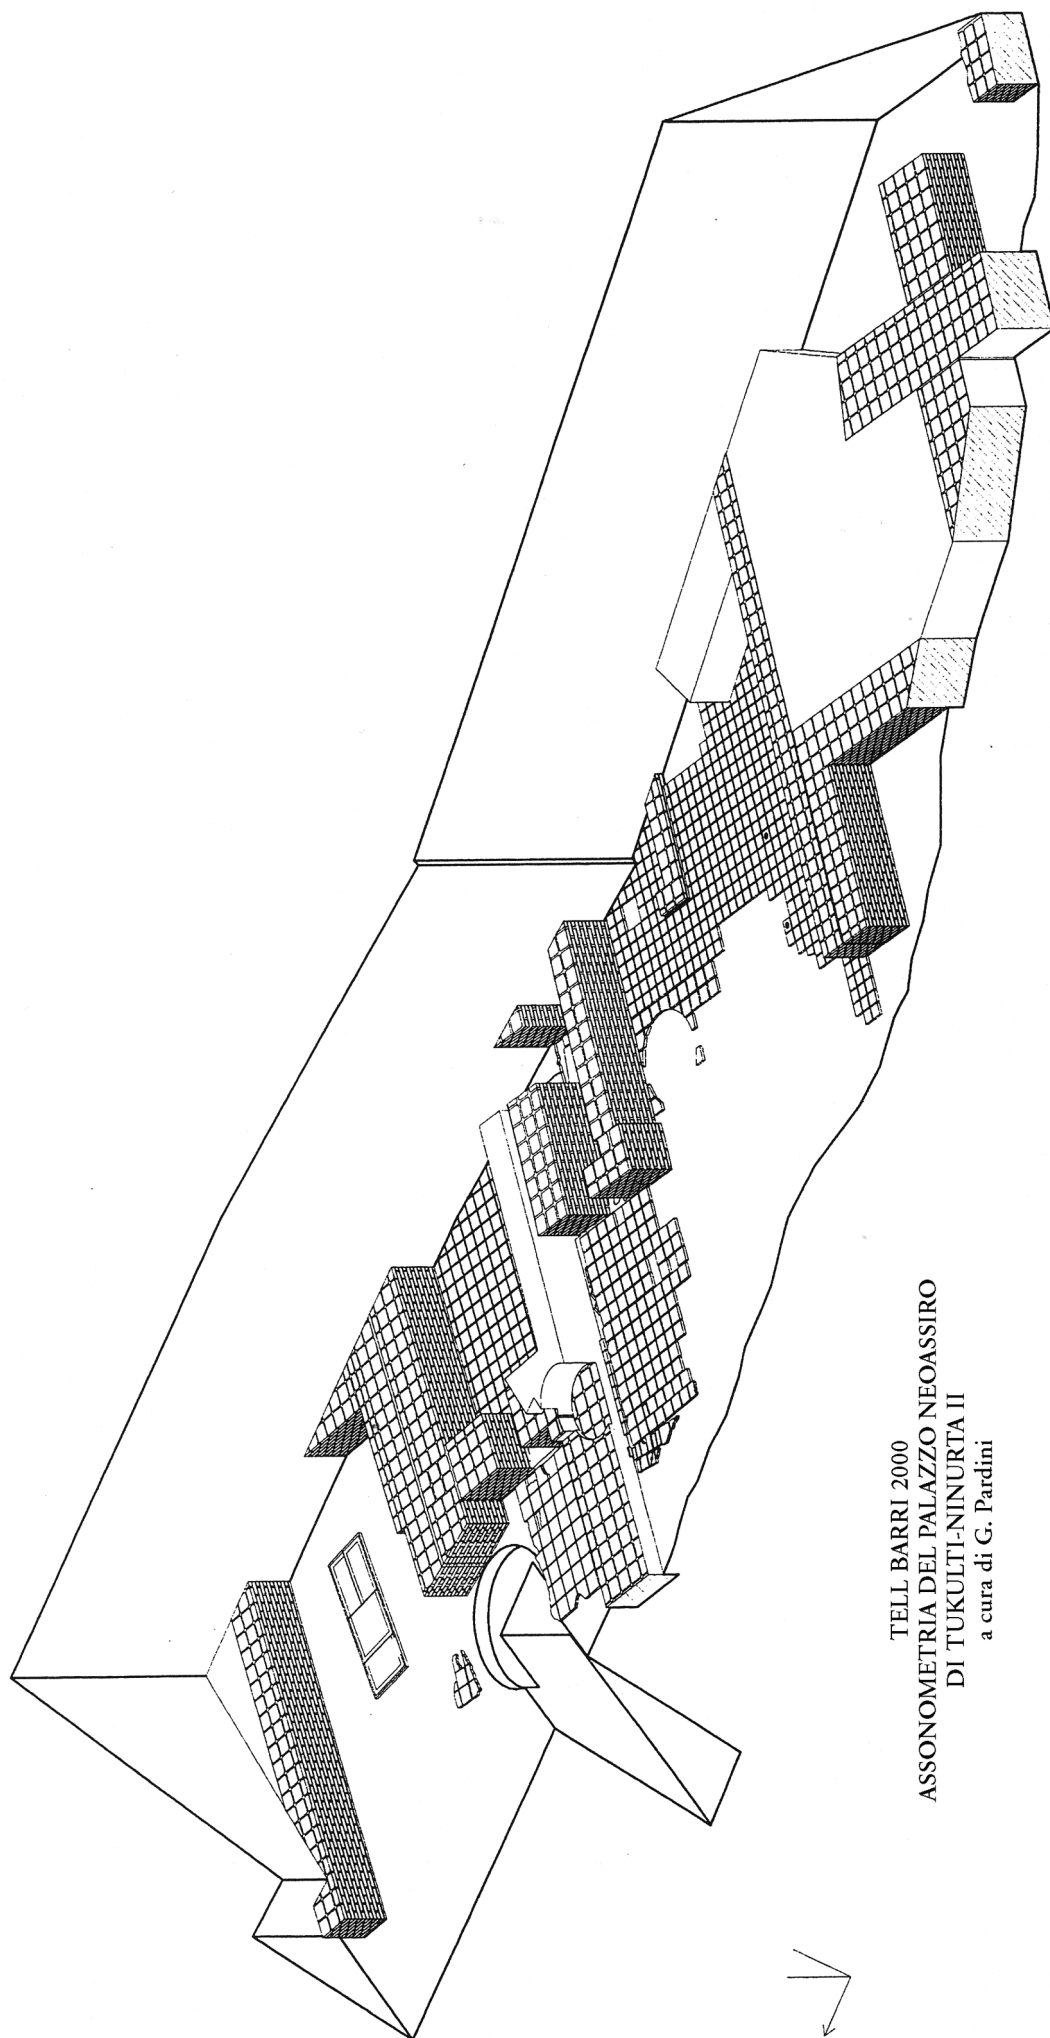 TELL BARRI 2000
ASSONOMETRIA DEL PALAZZO NEOASSIRO
DI TUKULTI-NINURTA II
a cura di G. Pardini